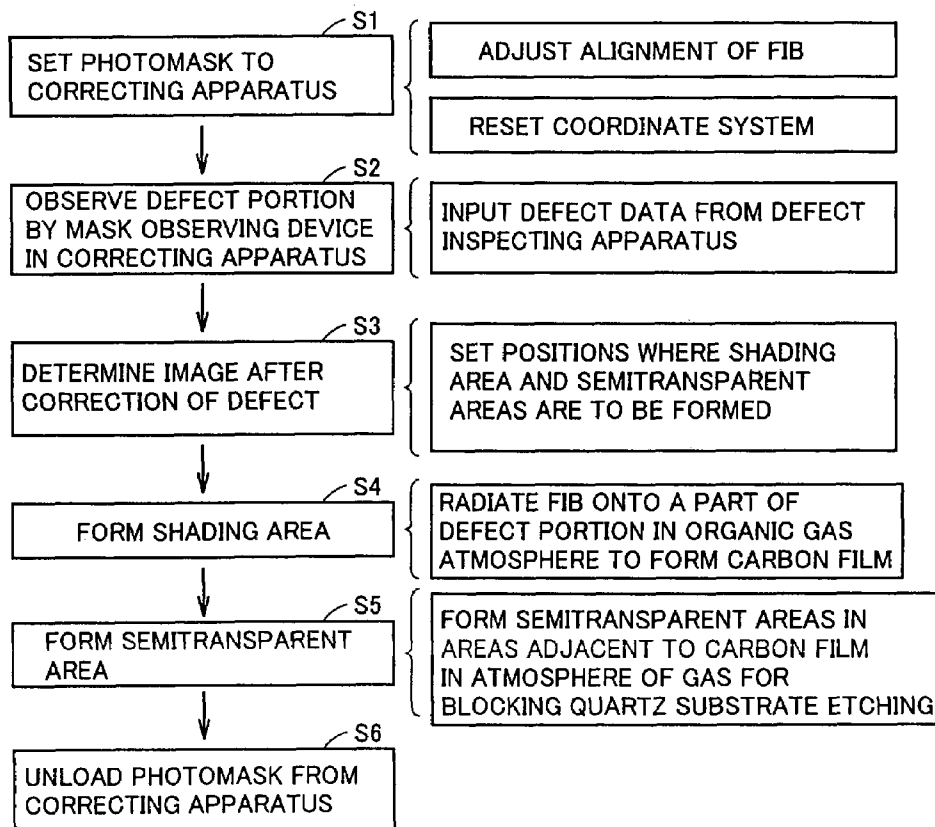 S1
SET PHOTOMASK TO
CORRECTING APPARATUS
ADJUST ALIGNMENT OF FIB
RESET COORDINATE SYSTEM
S2
OBSERVE DEFECT PORTION
BY MASK OBSERVING DEVICE
IN CORRECTING APPARATUS
INPUT DEFECT DATA FROM DEFECT
INSPECTING APPARATUS
S3
DETERMINE IMAGE AFTER
CORRECTION OF DEFECT
SET POSITIONS WHERE SHADING
AREA AND SEMITRANSPARENT
AREAS ARE TO BE FORMED
S4
FORM SHADING AREA
RADIATE FIB ONTO A PART OF
DEFECT PORTION IN ORGANIC GAS
ATMOSPHERE TO FORM CARBON FILM
S5
FORM SEMITRANSPARENT
AREA
FORM SEMITRANSPARENT AREAS IN
AREAS ADJACENT TO CARBON FILM
IN ATMOSPHERE OF GAS FOR
BLOCKING QUARTZ SUBSTRATE ETCHING
S6
UNLOAD PHOTOMASK FROM
CORRECTING APPARATUS